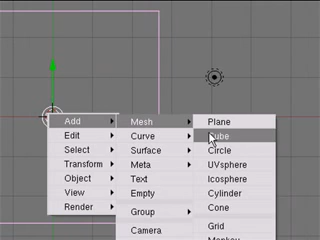 Add
Edit
Select
Transform
Object
View
Render
Mesh
Curve
Surface
Meta
Text
Empty
Group
Camera
Plane
Cube
Circle
UVsphere
Icosphere
Cylinder
Cone
Grid
Monkey